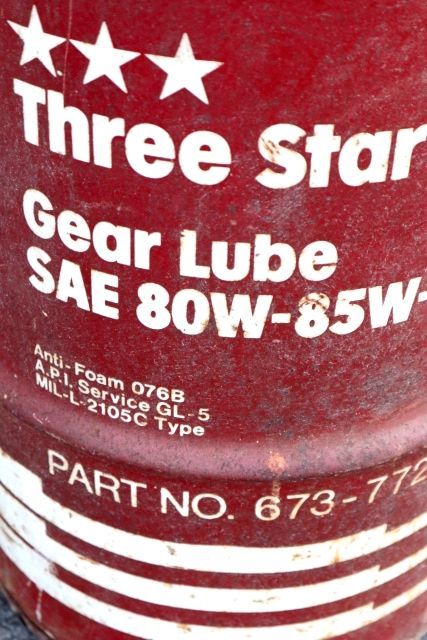 Three Star
Gear Lube
SAE 80W-85W-
Anti-Foam 076B
A.P.I. Service GL-5
MIL-L-2105C Type
PART NO. 673-772